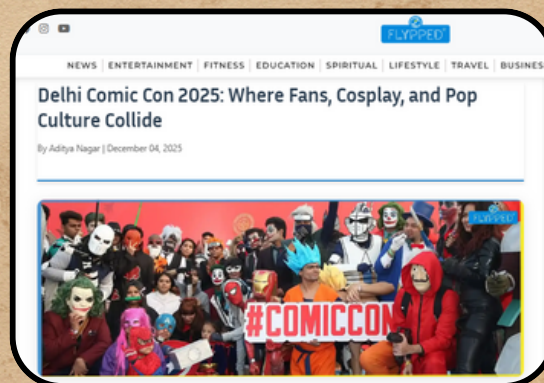 FLYPPED
NEWS | ENTERTAINMENT | FITNESS | EDUCATION | SPIRITUAL | LIFESTYLE | TRAVEL | BUSINES
Delhi Comic Con 2025: Where Fans, Cosplay, and Pop
Culture Collide
By Aditya Nagar | December 04, 2025
FLYPPED
#COMICCON